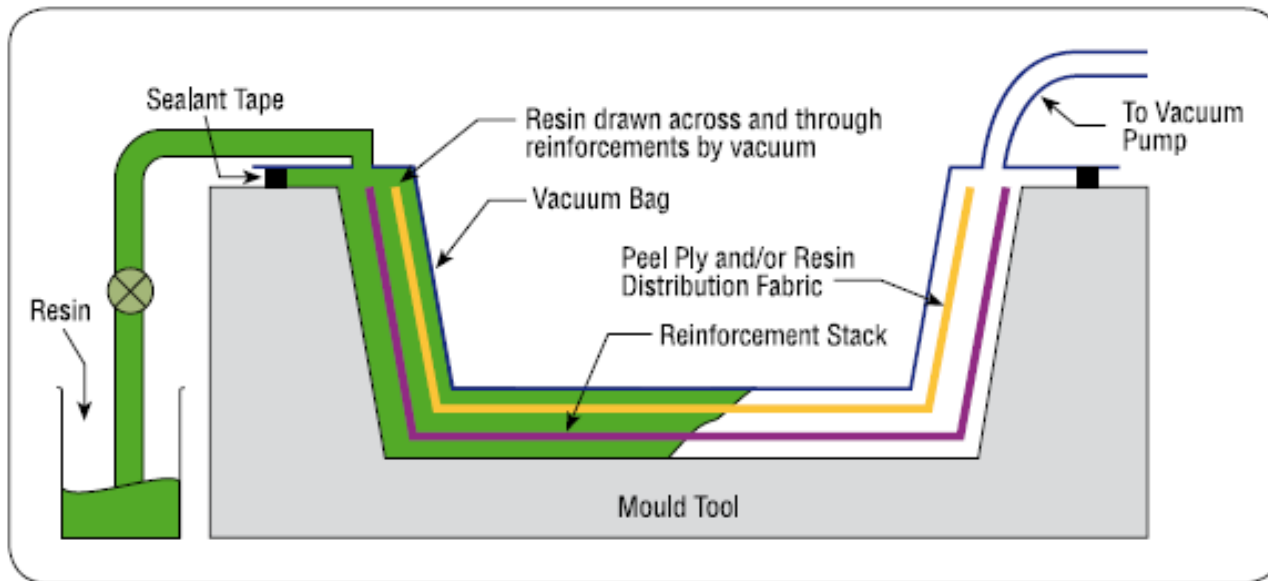 Sealant Tape
Resin drawn across and through
reinforcements by vacuum
To Vacuum
Pump
Vacuum Bag
Peel Ply and/or Resin
Distribution Fabric
Resin
Reinforcement Stack
Mould Tool